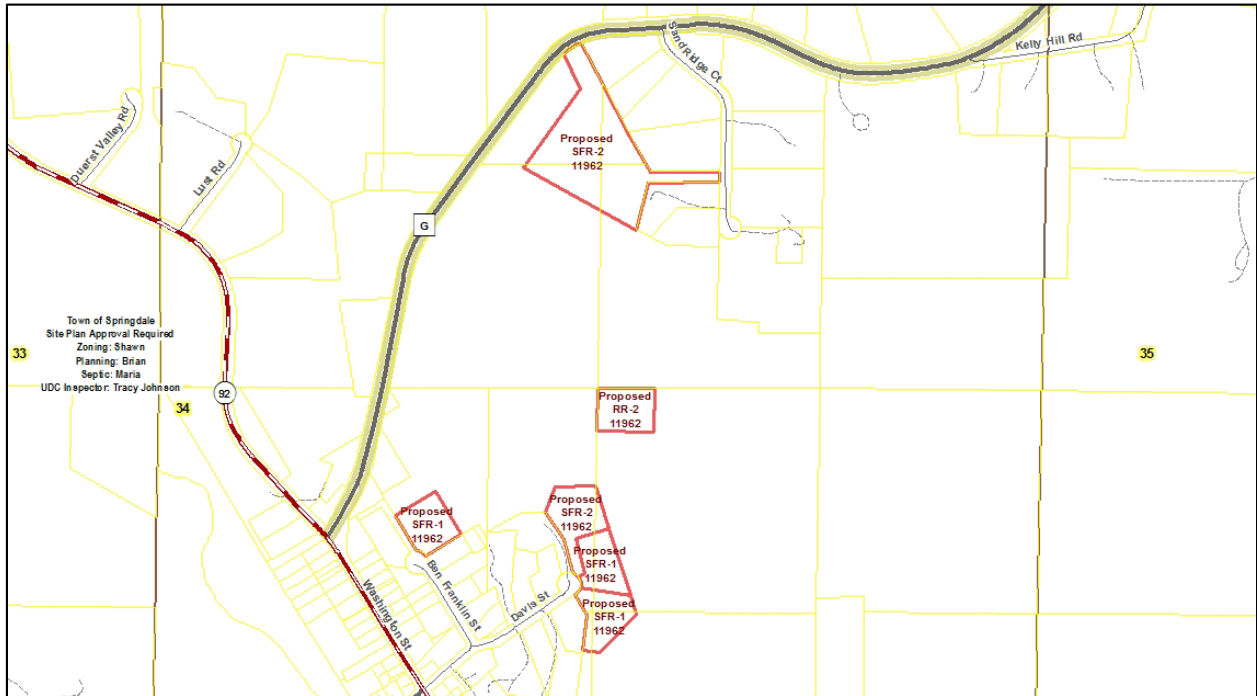 Kelly Hill Rd
Sand Ridge Ct
Duerst Valley Rd
Lust Rd
Proposed
SFR-2
11962
G
Town of Springdale
Site Plan Approval Required
Zoning: Shawn
Planning: Brian
Septic: Maria
UDC Inspector: Tracy Johnson
33
92
34
35
Proposed
RR-2
11962
Proposed
SFR-1
11962
Proposed
SFR-2
11962
Proposed
SFR-1
11962
Proposed
SFR-1
11962
Ben Franklin St
Davis St
Washington St